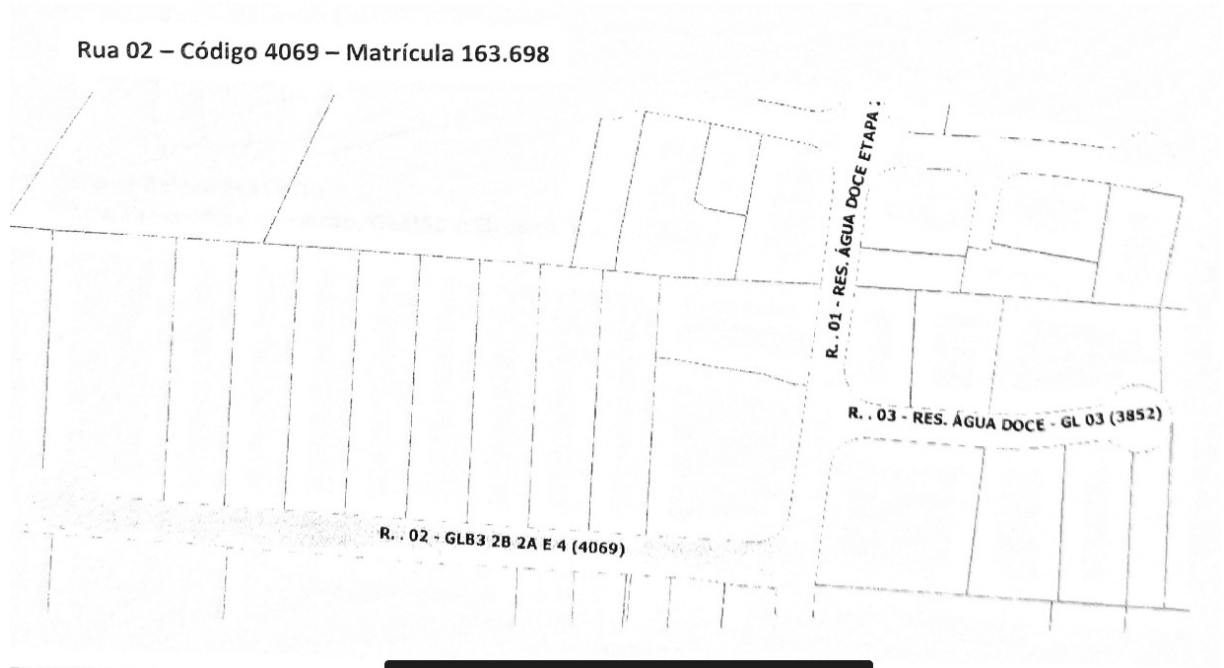 Rua 02 – Código 4069 – Matrícula 163.698
R. . 01 - RES. ÁGUA DOCE ETAPA :
R. . 03 - RES. ÁGUA DOCE - GL 03 (3852)
R. . 02 - GLB3 2B 2A E 4 (4069)